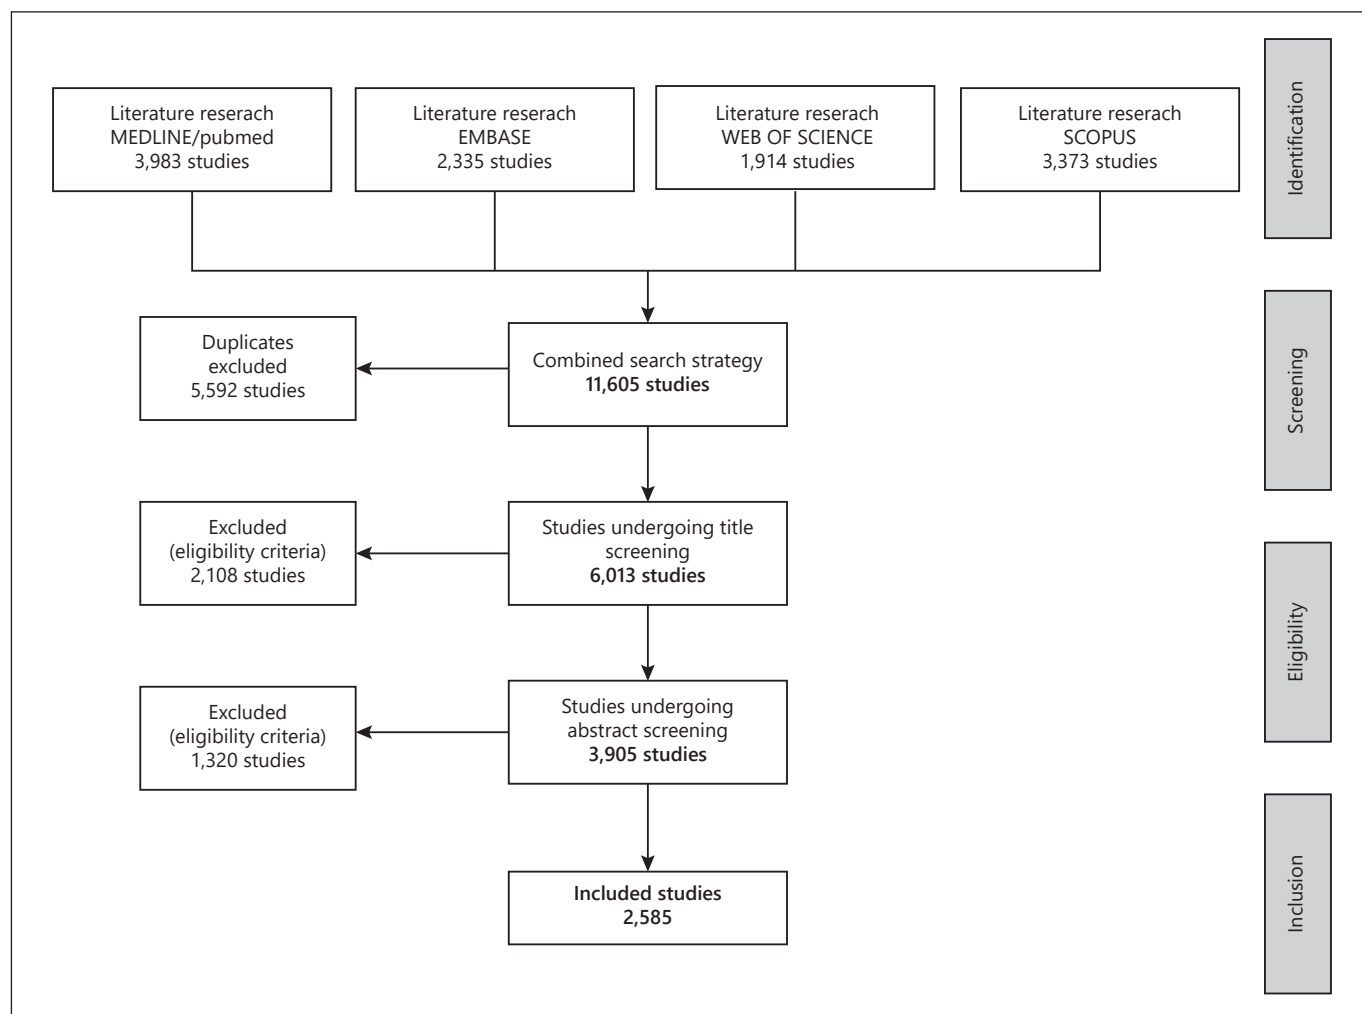 Literature reserach
MEDLINE/pubmed
3,983 studies
Literature reserach
EMBASE
2,335 studies
Literature reserach
WEB OF SCIENCE
1,914 studies
Literature reserach
SCOPUS
3,373 studies
Identification
Duplicates
excluded
5,592 studies
Combined search strategy
11,605 studies
Screening
Excluded
(eligibility criteria)
2,108 studies
Studies undergoing title
screening
6,013 studies
Eligibility
Excluded
(eligibility criteria)
1,320 studies
Studies undergoing
abstract screening
3,905 studies
Included studies
2,585
Inclusion